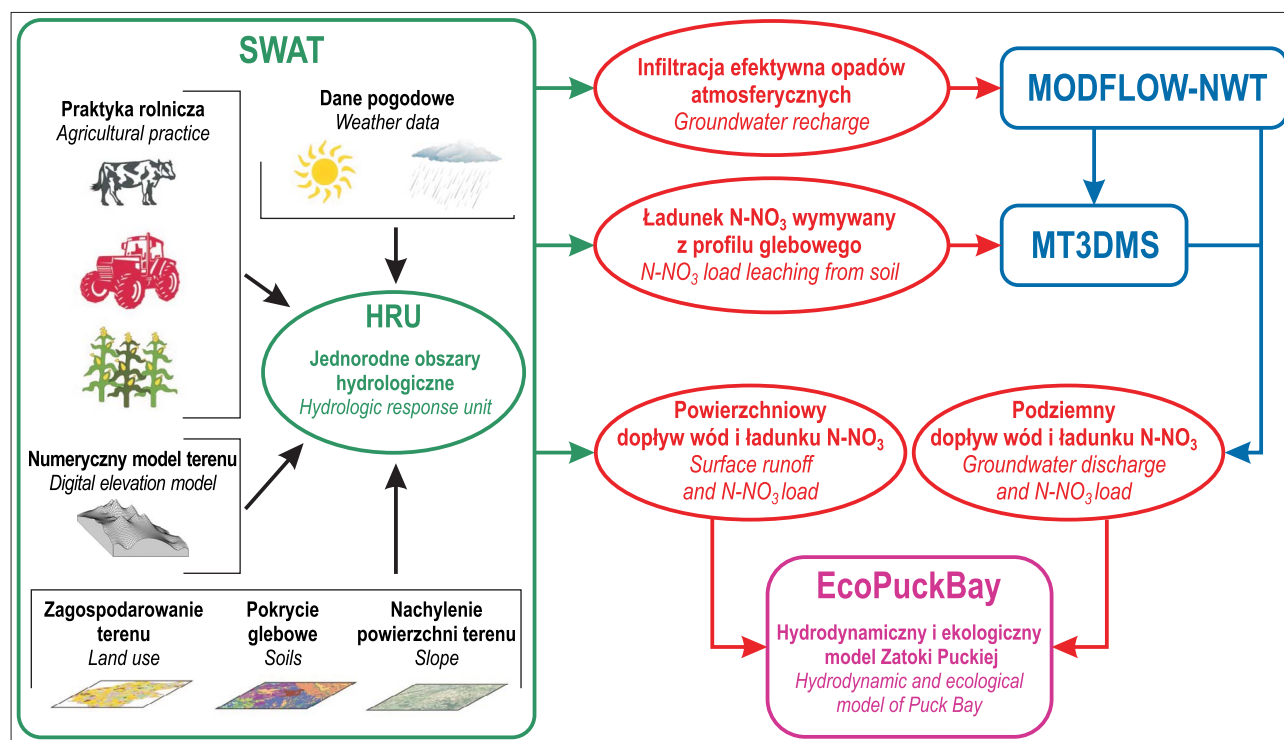 SWAT
Praktyka rolnicza
Agricultural practice
Dane pogodowe
Weather data
HRU
Jednorodne obszary
hydrologiczne
Hydrologic response unit
Numeryczny model terenu
Digital elevation model
Zagospodarowanie
terenu
Land use
Pokrycie
glebowe
Soils
Nachylenie
powierzchni terenu
Slope
Infiltracja efektywna opadów
atmosferycznych
Groundwater recharge
MODFLOW-NWT
Ładunek N-NO₃ wymywany
z profilu glebowego
N-NO₃ load leaching from soil
MT3DMS
Powierzchniowy
dopływ wód i ładunku N-NO₃
Surface runoff
and N-NO₃ load
Podziemny
dopływ wód i ładunku N-NO₃
Groundwater discharge
and N-NO₃ load
EcoPuckBay
Hydrodynamiczny i ekologiczny
model Zatoki Puckiej
Hydrodynamic and ecological
model of Puck Bay